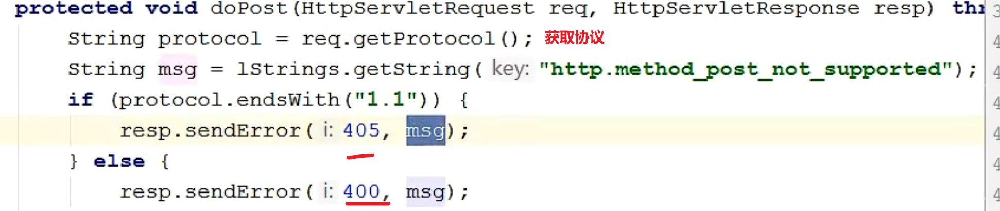 protected void doPost(HttpServletRequest req, HttpServletResponse resp) thr
String protocol = req.getProtocol(); 获取协议
String msg = lStrings.getString( key: "http.method_post_not_supported");
if (protocol.endsWith("1.1")) {
resp.sendError( i: 405, msg);
} else {
resp.sendError( i: 400, msg);